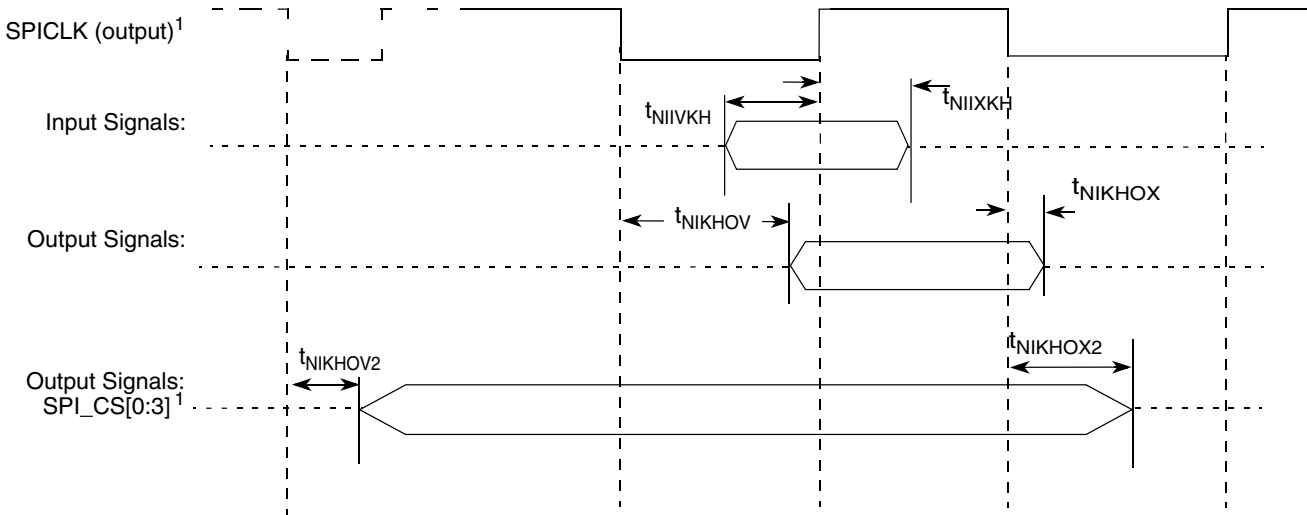 SPICLK (output)1
tNIIVKH
tNIIXKH
Input Signals:
tNIKHOX
tNIKHOV
Output Signals:
tNIKHOV2
tNIKHOX2
Output Signals:
SPI_CS[0:3] 1